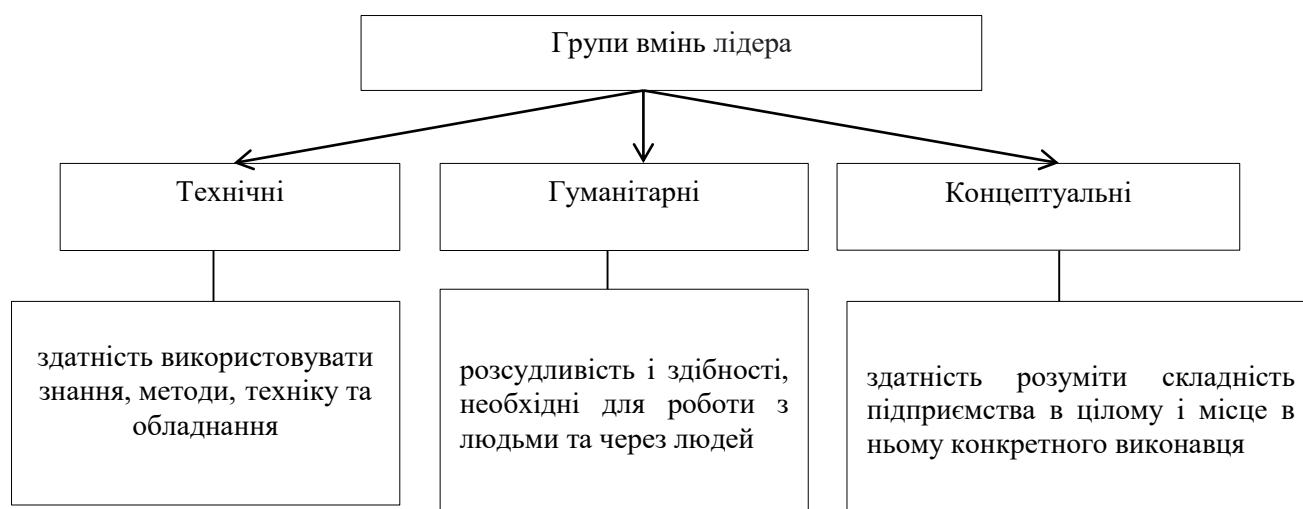 Групи вмінь лідера
Технічні
Гуманітарні
Концептуальні
здатність використовувати
знання, методи, техніку та
обладнання
розсудливість і здібності,
необхідні для роботи з
людьми та через людей
здатність розуміти складність
підприємства в цілому і місце в
ньому конкретного виконавця